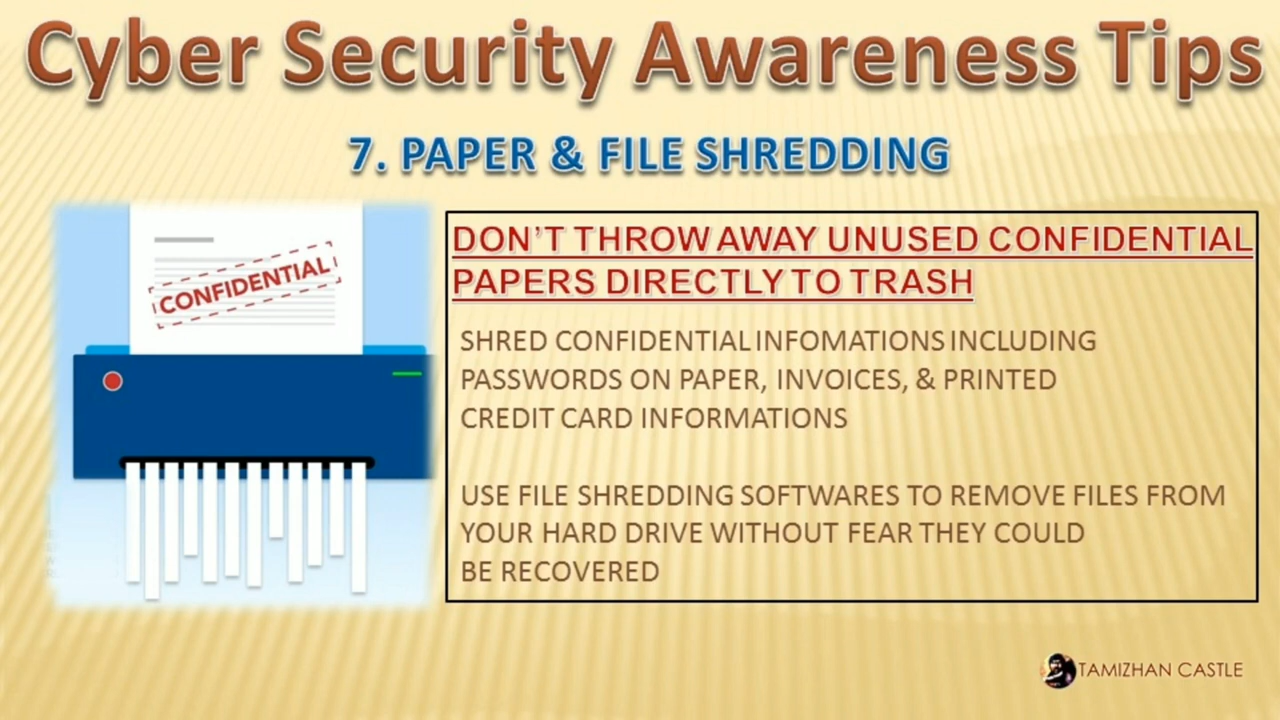 Cyber Security Awareness Tips
7. PAPER & FILE SHREDDING
CONFIDENTIAL
DON'T THROW AWAY UNUSED CONFIDENTIAL
PAPERS DIRECTLY TO TRASH
SHRED CONFIDENTIAL INFOMATIONS INCLUDING
PASSWORDS ON PAPER, INVOICES, & PRINTED
CREDIT CARD INFORMATIONS
USE FILE SHREDDING SOFTWARES TO REMOVE FILES FROM
YOUR HARD DRIVE WITHOUT FEAR THEY COULD
BE RECOVERED
TAMIZHAN CASTLE